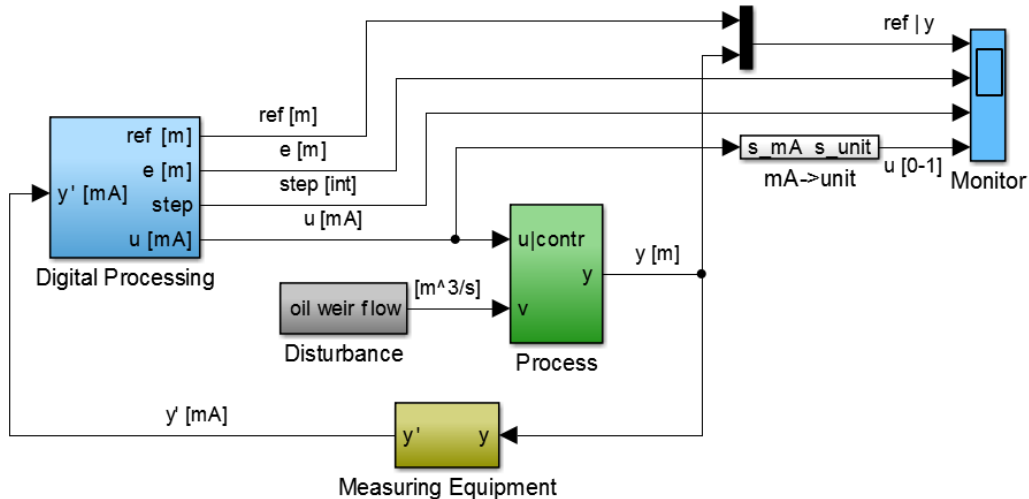 ref | y
ref [m]
ref [m]
e [m]
e [m]
y' [mA]
step [int]
step
u [mA]
u [mA]
s_mA s_unit
u [0-1]
mA->unit
Monitor
Digital Processing
u|contr
y
y [m]
[m^3/s]
oil weir flow
v
Disturbance
Process
y' [mA]
y'
y
Measuring Equipment